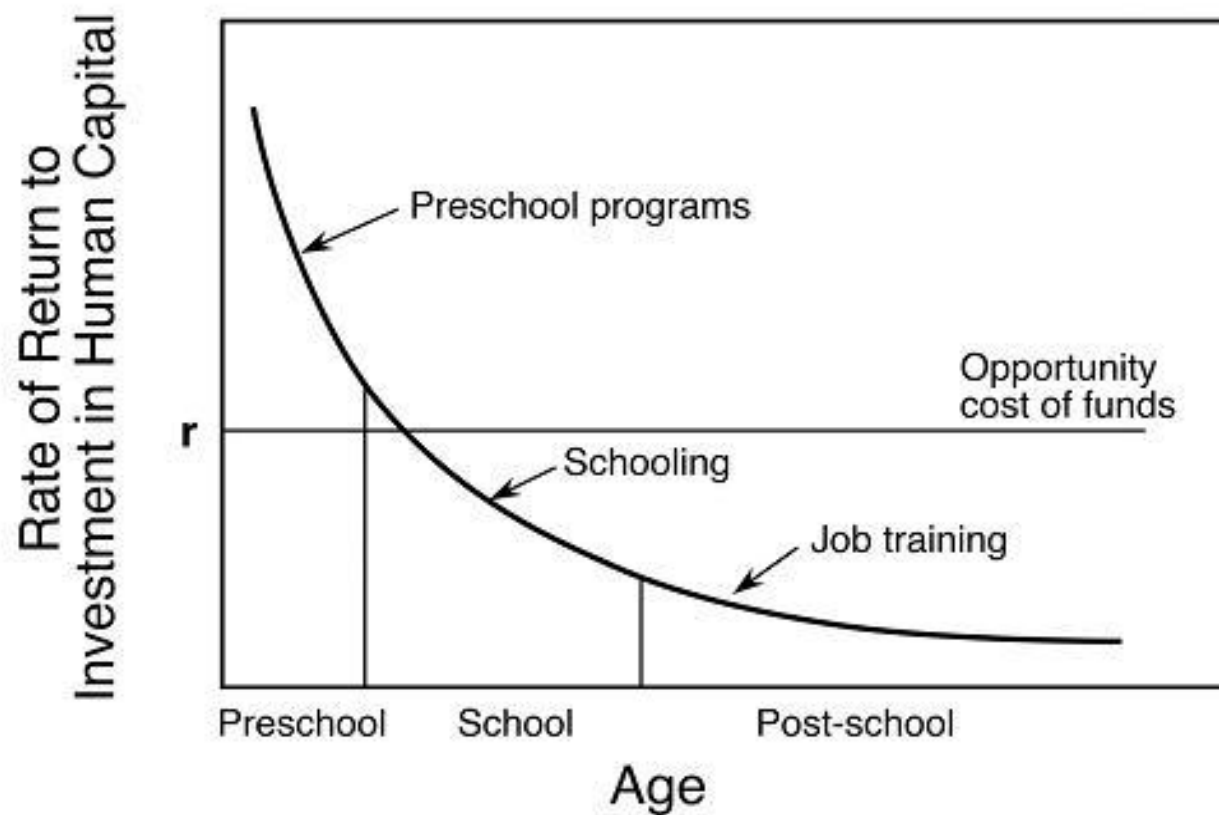 Rate of Return to
Investment in Human Capital
Preschool programs
Opportunity
cost of funds
r
Schooling
Job training
Preschool
School
Post-school
Age